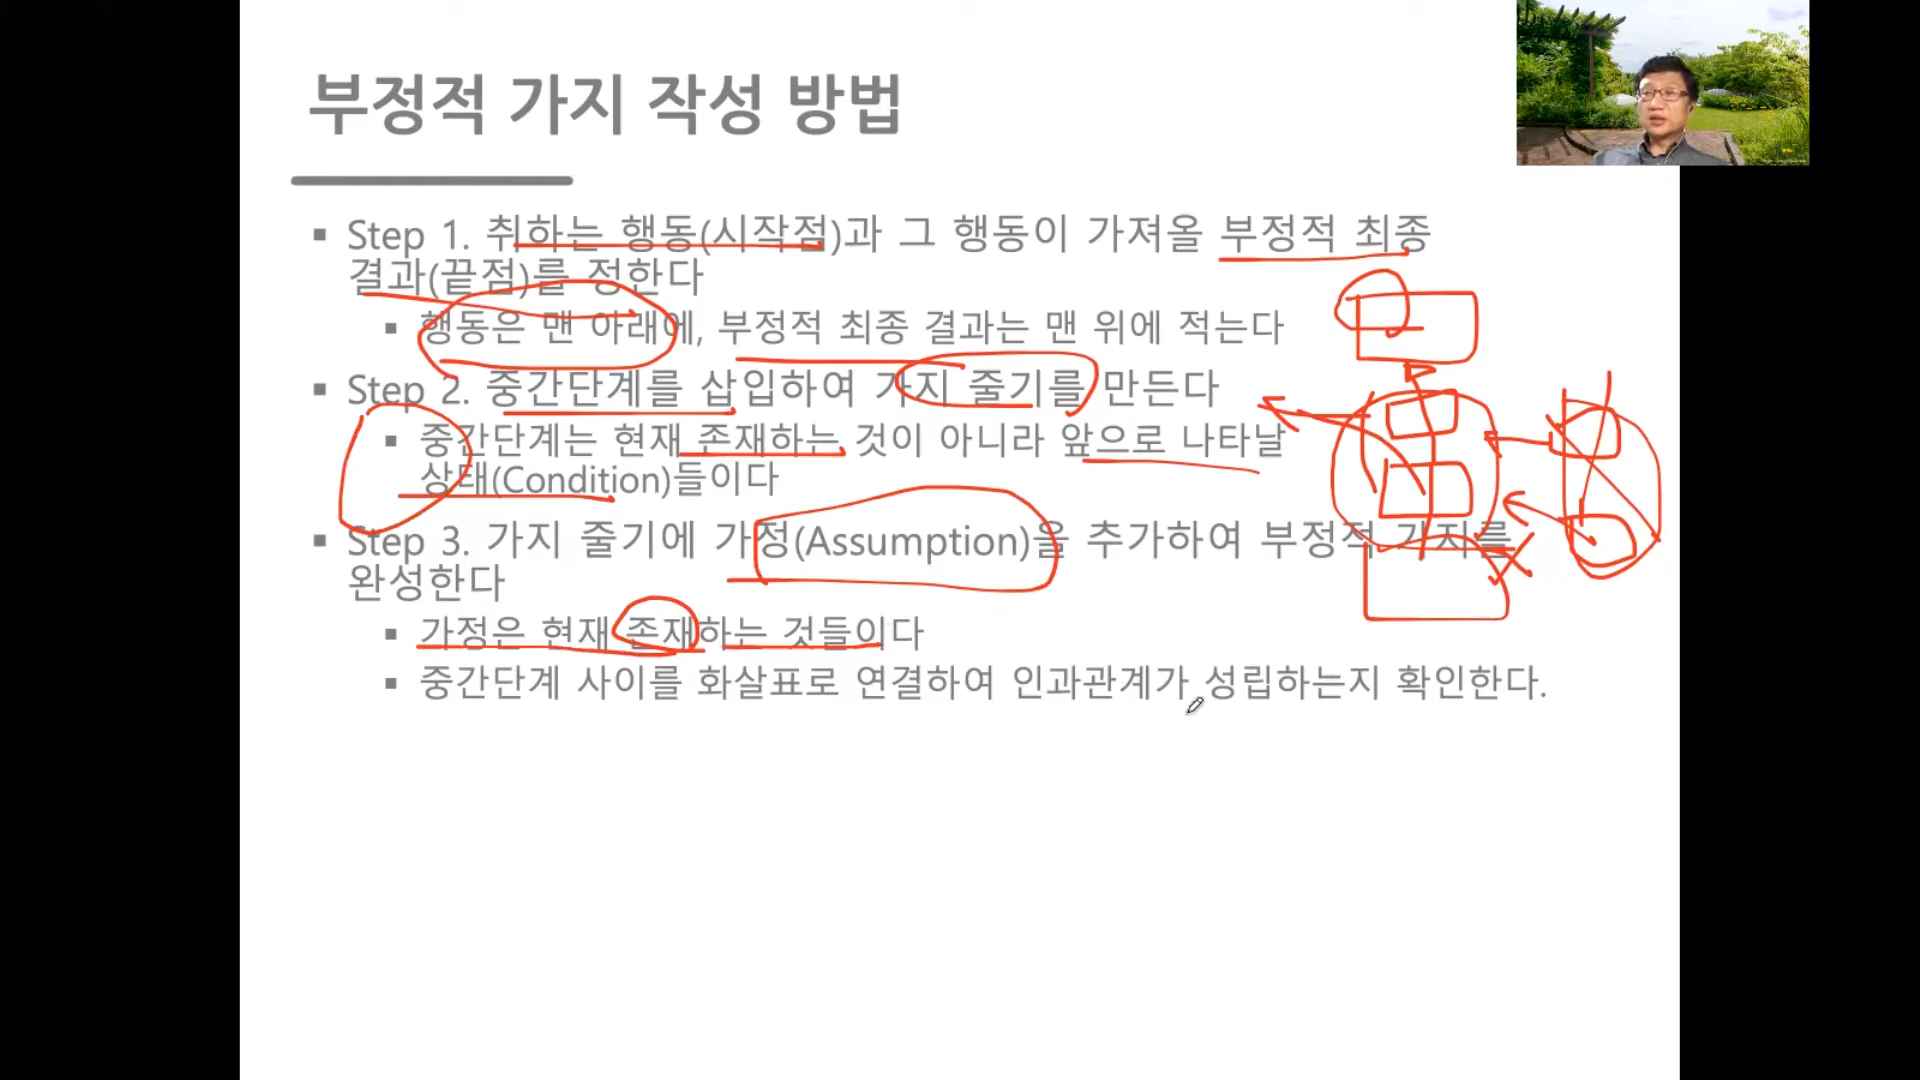 부정적 가지 작성 방법
Step 1. 취하는 행동(시작점)과 그 행동이 가져올 부정적 최종
결과(끝점)를 정한다
행동은 맨 아래에, 부정적 최종 결과는 맨 위에 적는다
Step 2. 중간단계를 삽입하여 가지 줄기를 만든다
중간단계는 현재 존재하는 것이 아니라 앞으로 나타날
상태(Condition)들이다
Step 3. 가지 줄기에 가정(Assumption)을 추가하여 부정적 가지를
완성한다
가정은 현재 존재하는 것들이다
중간단계 사이를 화살표로 연결하여 인과관계가 성립하는지 확인한다.